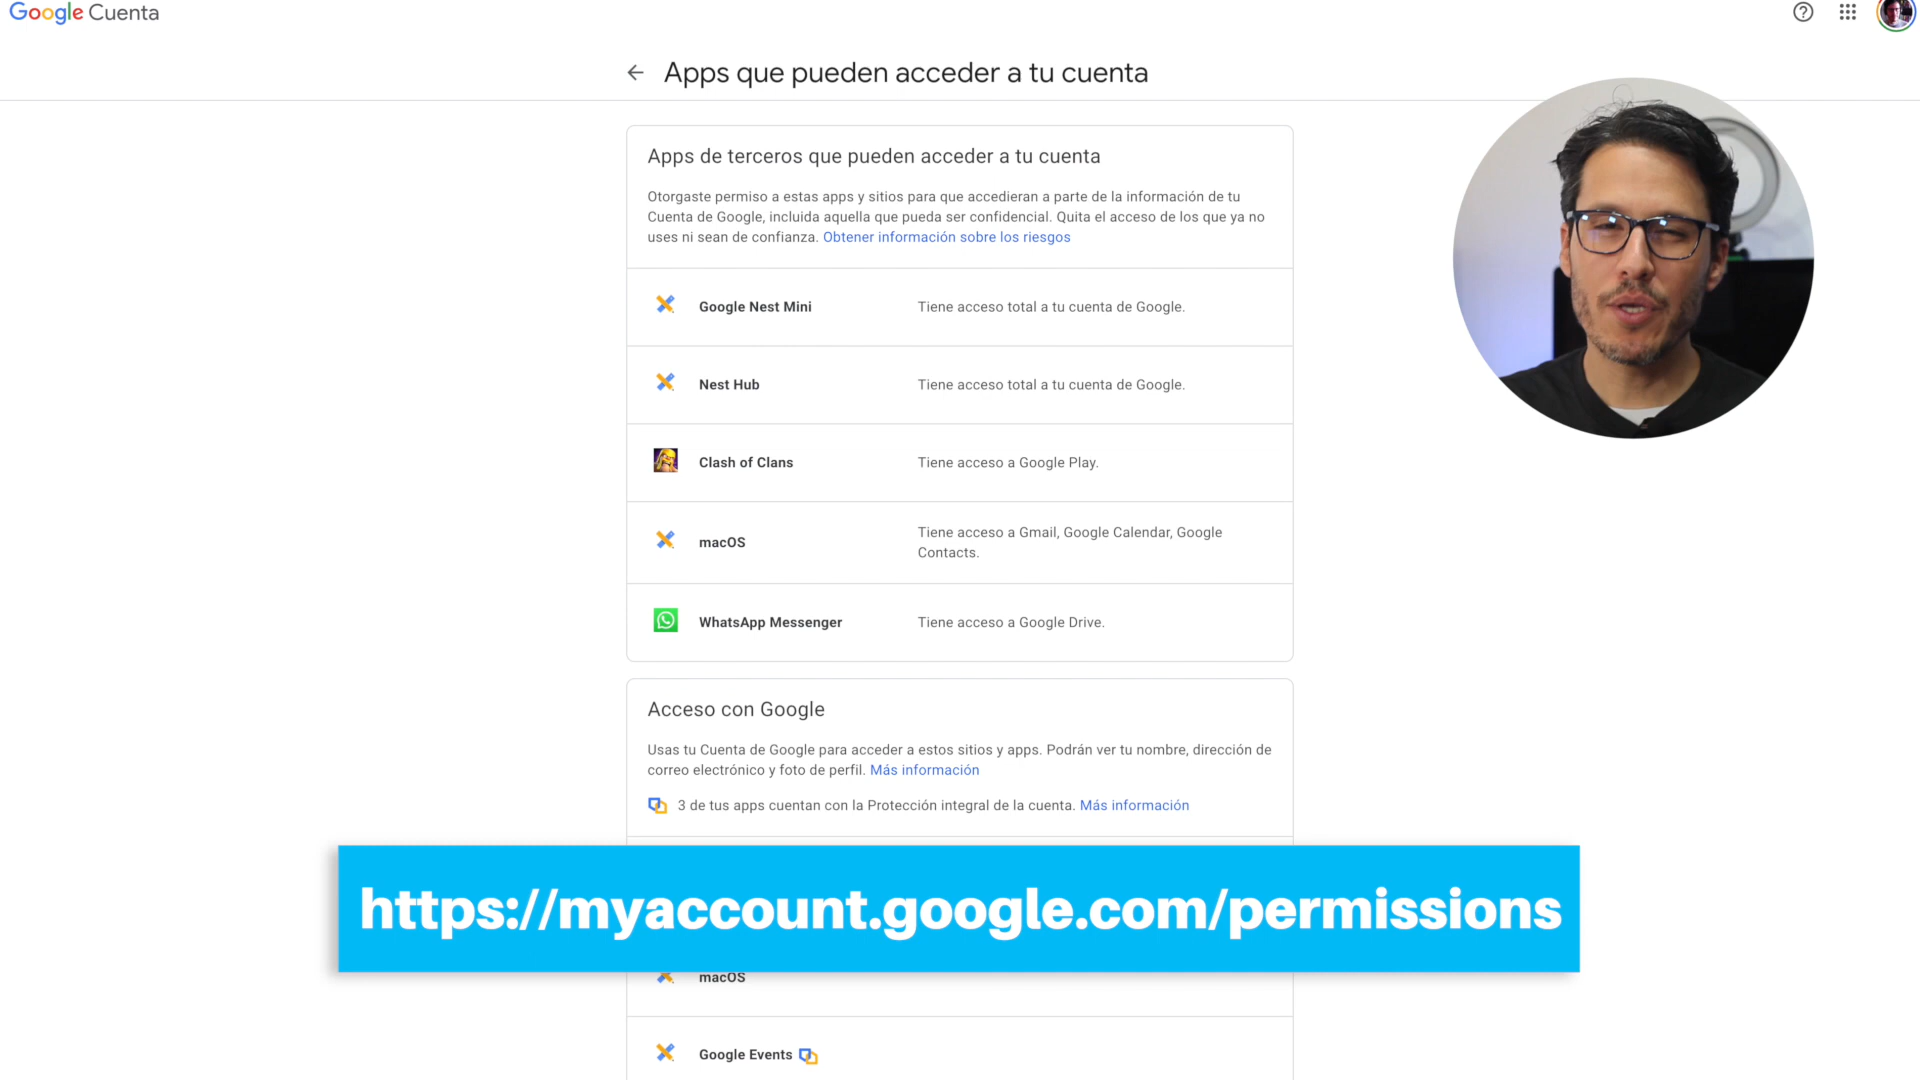 Google Cuenta
Apps que pueden acceder a tu cuenta
Apps de terceros que pueden acceder a tu cuenta
Otorgaste permiso a estas apps y sitios para que accedieran a parte de la información de tu
Cuenta de Google, incluida aquella que pueda ser confidencial. Quita el acceso de los que ya no
uses ni sean de confianza. Obtener información sobre los riesgos
Google Nest Mini Tiene acceso total a tu cuenta de Google.
Nest Hub Tiene acceso total a tu cuenta de Google.
Clash of Clans Tiene acceso a Google Play.
macOS Tiene acceso a Gmail, Google Calendar, Google
Contacts.
WhatsApp Messenger Tiene acceso a Google Drive.
Acceso con Google
Usas tu Cuenta de Google para acceder a estos sitios y apps. Podrán ver tu nombre, dirección de
correo electrónico y foto de perfil. Más información
3 de tus apps cuentan con la Protección integral de la cuenta. Más información
https://myaccount.google.com/permissions
macOS
Google Events